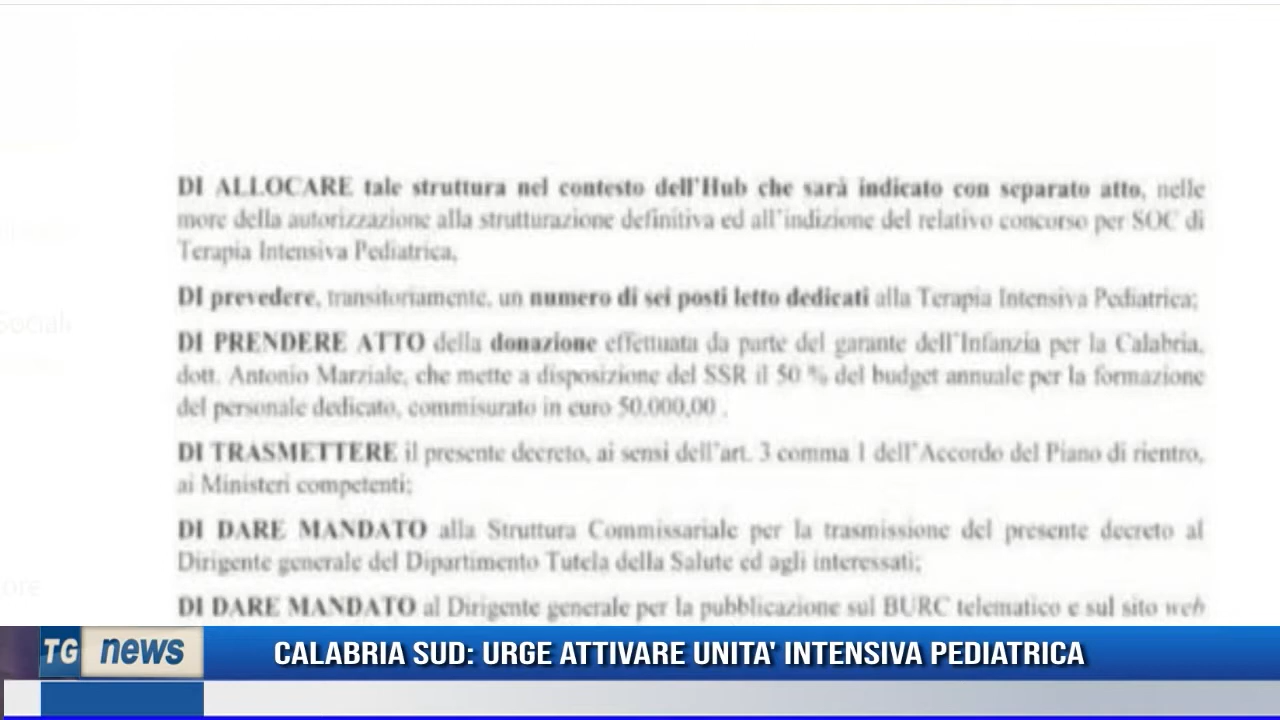 DI ALLOCARE tale struttura nel contesto dell'Hub che sarà indicato con separato atto, nelle
more della autorizzazione alla strutturazione definitiva ed all'indizione del relativo concorso per SOC di
Terapia Intensiva Pediatrica,
DI prevedere, transitoriamente, un numero di sei posti letto dedicati alla Terapia Intensiva Pediatrica;
DI PRENDERE ATTO della donazione effettuata da parte del garante dell'Infanzia per la Calabria,
dott. Antonio Marziale, che mette a disposizione del SSR il 50 % del budget annuale per la formazione
del personale dedicato, commisurato in euro 50.000,00 .
DI TRASMETTERE il presente decreto, ai sensi dell'art. 3 comma 1 dell'Accordo del Piano di rientro,
ai Ministeri competenti;
DI DARE MANDATO alla Struttura Commissariale per la trasmissione del presente decreto al
Dirigente generale del Dipartimento Tutela della Salute ed agli interessati;
DI DARE MANDATO al Dirigente generale per la pubblicazione sul BURC telematico e sul sito web
TG news CALABRIA SUD: URGE ATTIVARE UNITA' INTENSIVA PEDIATRICA